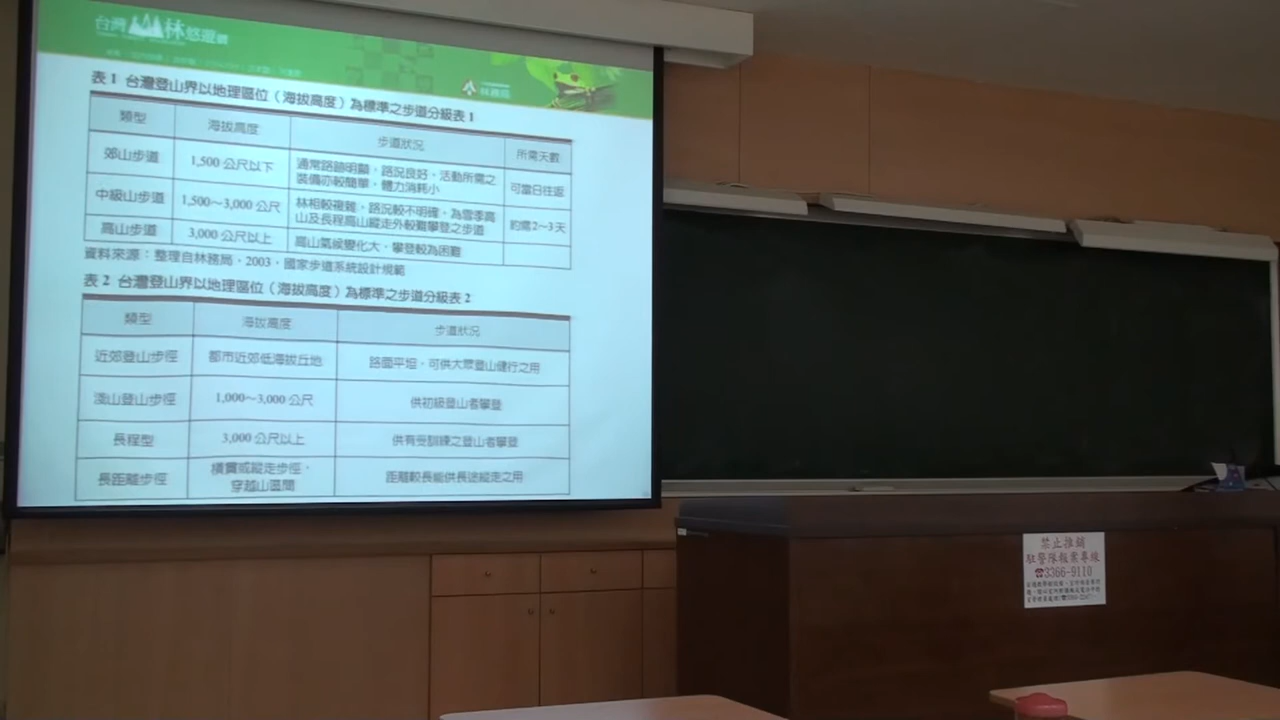 台灣山林悠遊網
林務局
表 1 台灣登山界以地理區位（海拔高度）為標準之步道分級表 1
類型 海拔高度 步道狀況 所需天數
郊山步道 1,500 公尺以下 通常路跡明顯，路況良好，活動所需之
裝備亦較簡單，體力消耗小 可當日往返
中級山步道 1,500～3,000 公尺 林相較複雜，路況較不明確，為雪季高
山及長程高山縱走外較難攀登之步道 約需2～3天
高山步道 3,000 公尺以上 高山氣候變化大，攀登較為困難
資料來源：整理自林務局，2003，國家步道系統設計規範
表 2 台灣登山界以地理區位（海拔高度）為標準之步道分級表 2
類型 海拔高度 步道狀況
近郊登山步徑 都市近郊低海拔丘地 路面平坦，可供大眾登山健行之用
淺山登山步徑 1,000～3,000 公尺 供初級登山者攀登
長程型 3,000 公尺以上 供有受訓練之登山者攀登
長距離步徑 橫貫或縱走步徑，
穿越山區間 距離較長能供長途縱走之用
禁止推銷
駐警隊報案專線
☎3366-9110